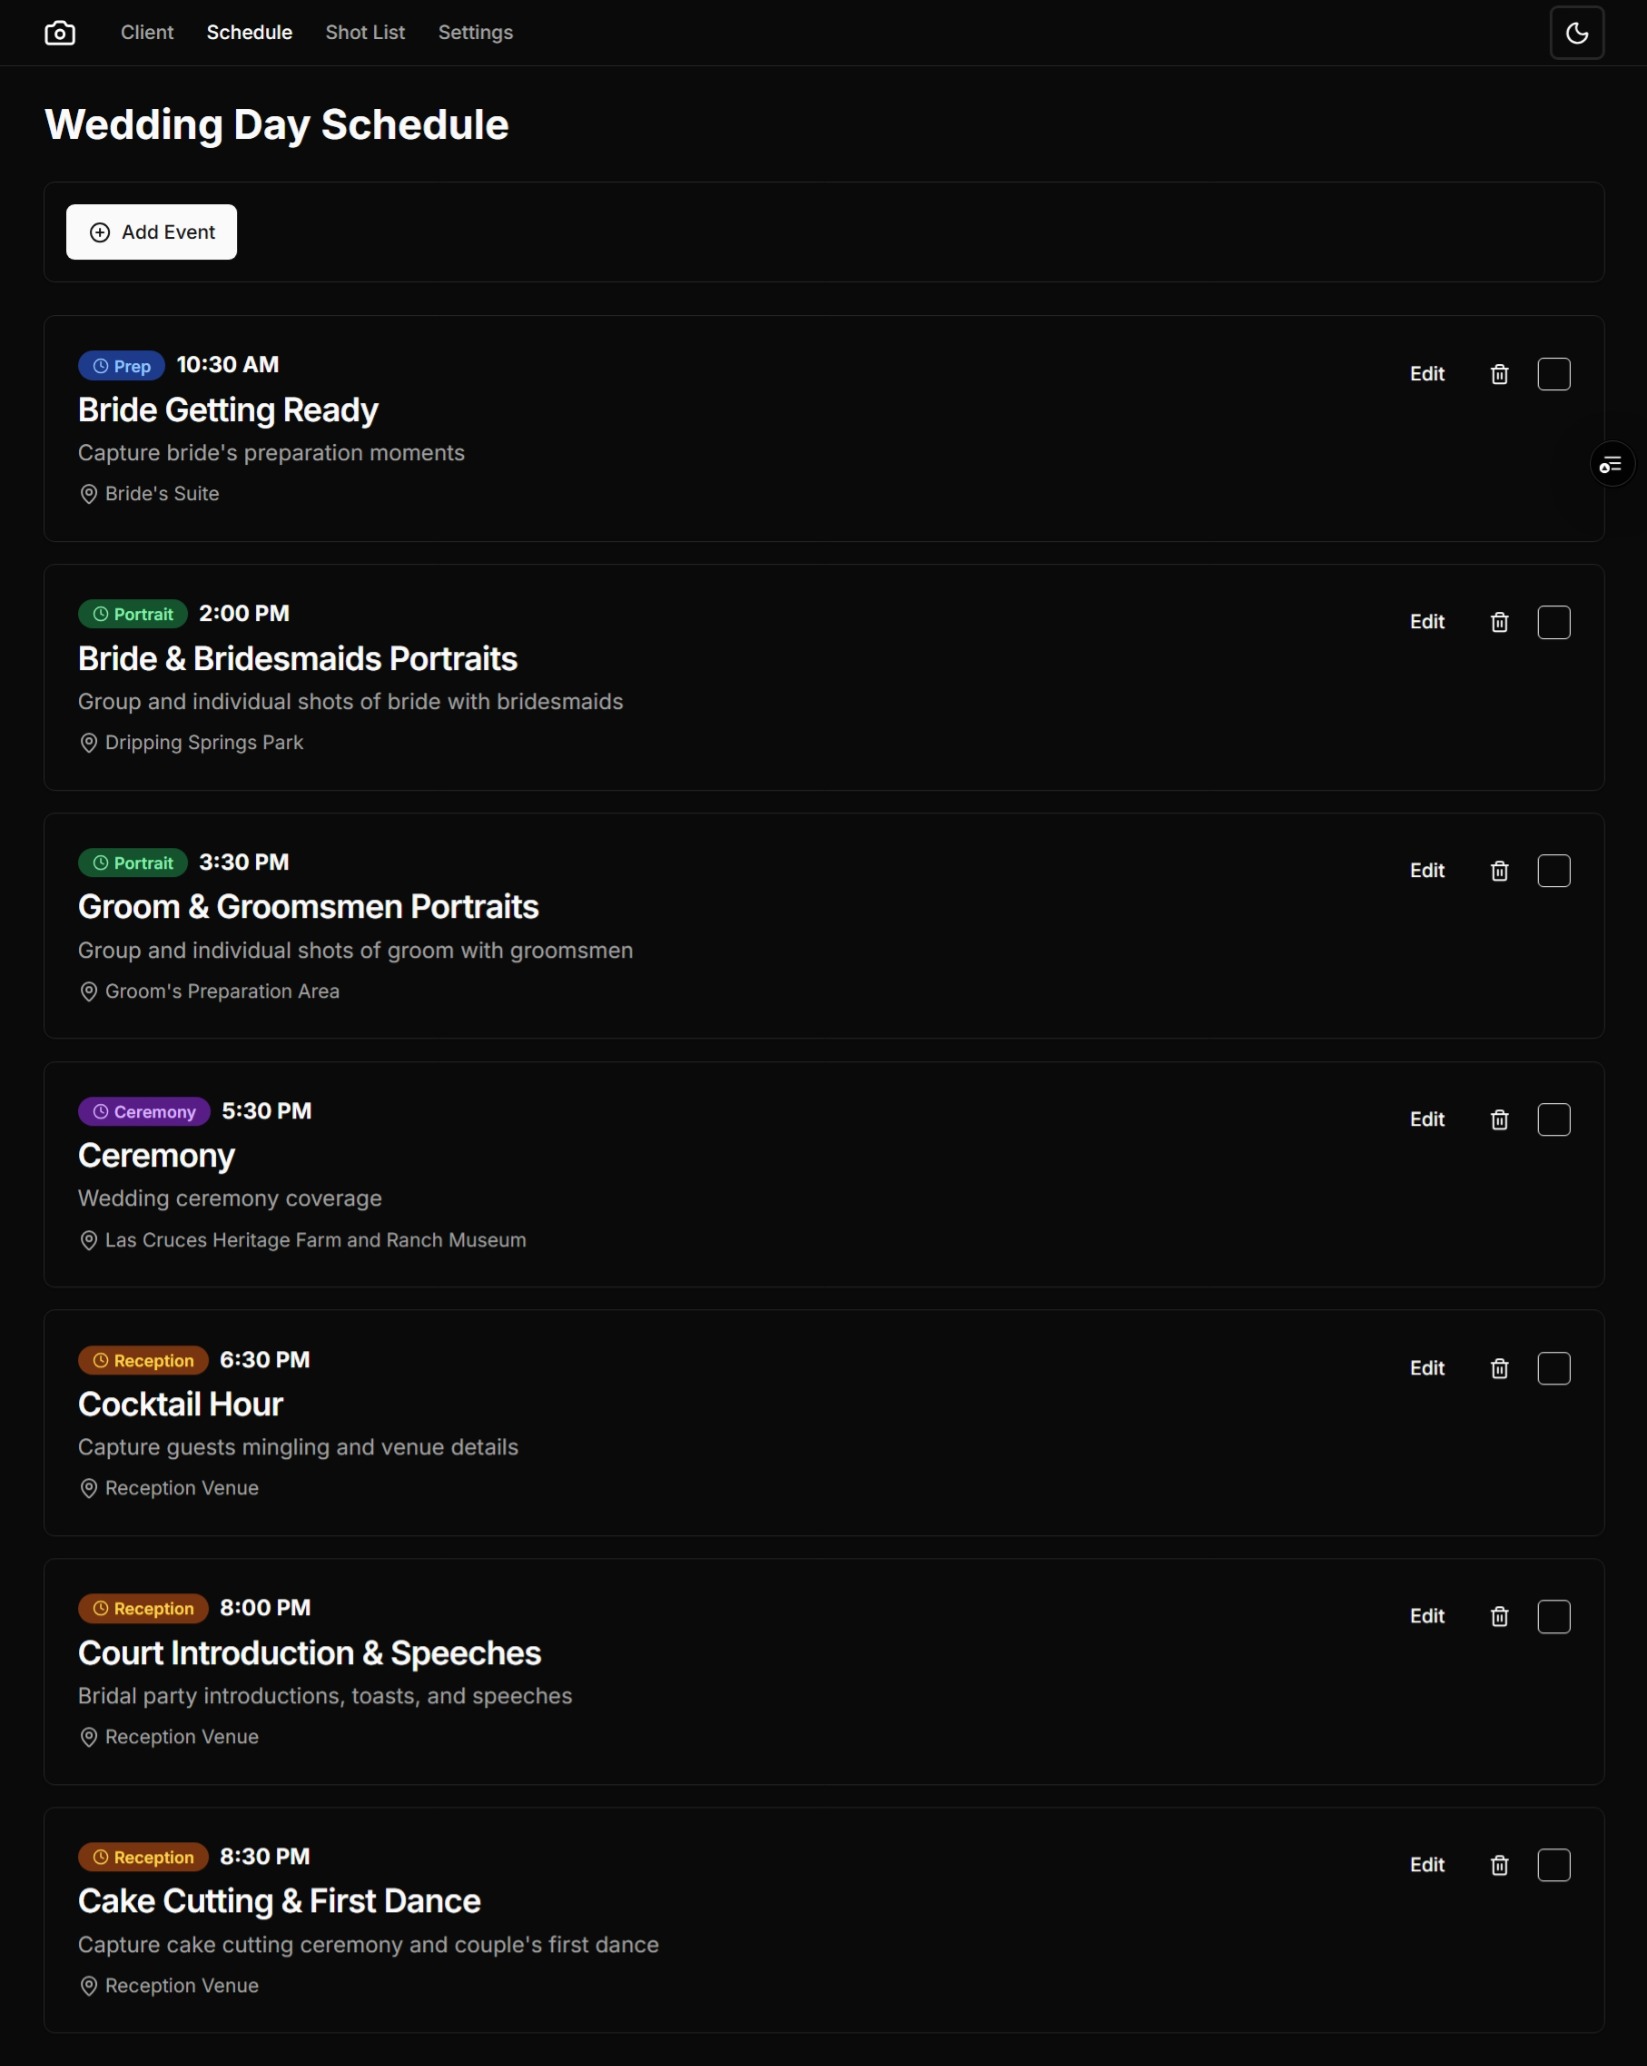 Client Schedule Shot List Settings
Wedding Day Schedule
Add Event
Prep 10:30 AM
Edit
Bride Getting Ready
Capture bride's preparation moments
Bride's Suite
Portrait 2:00 PM
Edit
Bride & Bridesmaids Portraits
Group and individual shots of bride with bridesmaids
Dripping Springs Park
Portrait 3:30 PM
Edit
Groom & Groomsmen Portraits
Group and individual shots of groom with groomsmen
Groom's Preparation Area
Ceremony 5:30 PM
Edit
Ceremony
Wedding ceremony coverage
Las Cruces Heritage Farm and Ranch Museum
Reception 6:30 PM
Edit
Cocktail Hour
Capture guests mingling and venue details
Reception Venue
Reception 8:00 PM
Edit
Court Introduction & Speeches
Bridal party introductions, toasts, and speeches
Reception Venue
Reception 8:30 PM
Edit
Cake Cutting & First Dance
Capture cake cutting ceremony and couple's first dance
Reception Venue